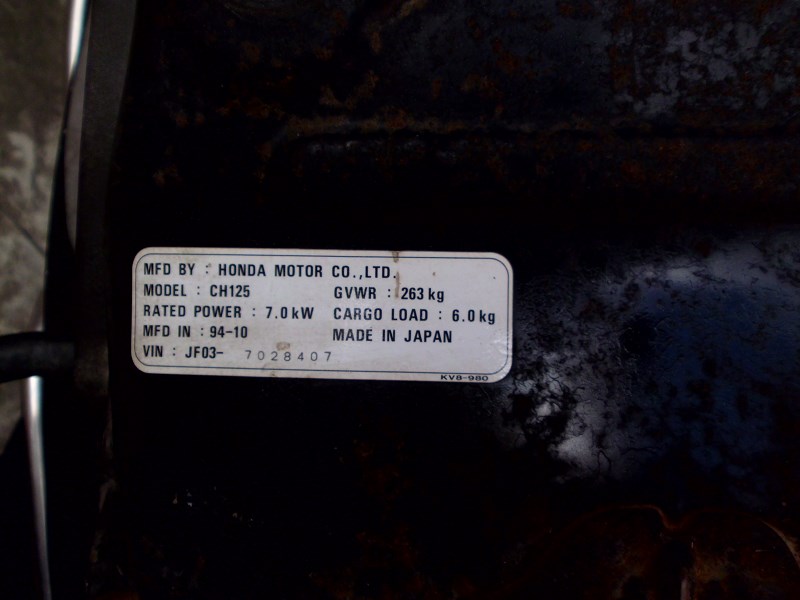 MFD BY : HONDA MOTOR CO.,LTD.
MODEL : CH125 GVWR : 263 kg
RATED POWER : 7.0 kW CARGO LOAD : 6.0 kg
MFD IN : 94-10 MADE IN JAPAN
VIN : JF03- 7028407
KV8-980